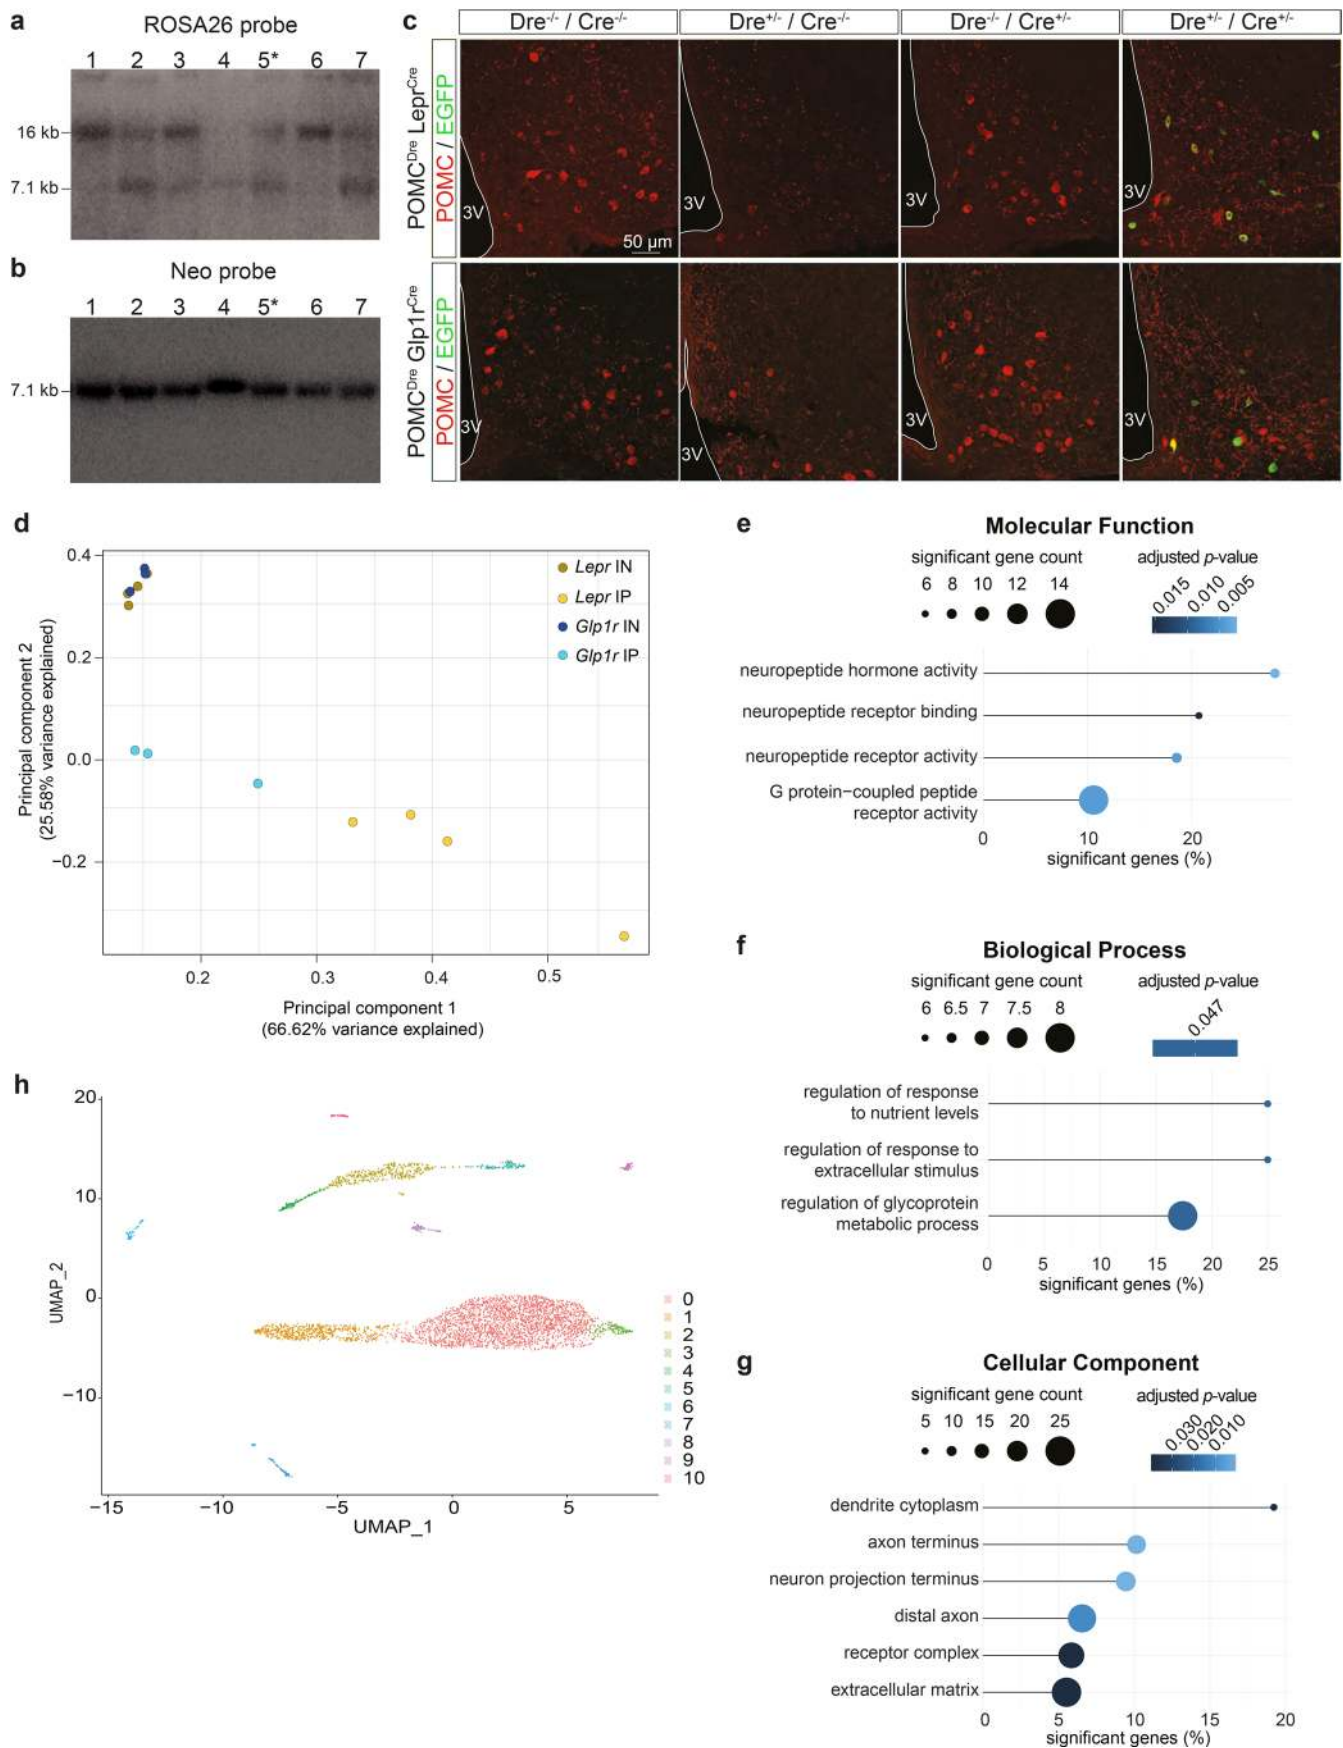 a
ROSA26 probe
1 2 3 4 5* 6 7
16 kb
7.1 kb
b
Neo probe
1 2 3 4 5* 6 7
7.1 kb
c
Dre-/- / Cre-/-
Dre+/- / Cre-/-
Dre-/- / Cre+/-
Dre+/- / Cre+/-
POMCDre LeprCre
POMC / EGFP
3V
50 µm
3V
3V
3V
POMCDre Glp1rCre
POMC / EGFP
3V
3V
3V
3V
d
0.4
0.2
0.0
−0.2
Principal component 2
(25.58% variance explained)
Lepr IN
Lepr IP
Glp1r IN
Glp1r IP
0.2 0.3 0.4 0.5
Principal component 1
(66.62% variance explained)
e
Molecular Function
significant gene count
6 8 10 12 14
adjusted p-value
0.015 0.010 0.005
neuropeptide hormone activity
neuropeptide receptor binding
neuropeptide receptor activity
G protein−coupled peptide
receptor activity
0 10 20
significant genes (%)
f
Biological Process
significant gene count
6 6.5 7 7.5 8
adjusted p-value
0.047
regulation of response
to nutrient levels
regulation of response to
extracellular stimulus
regulation of glycoprotein
metabolic process
0 5 10 15 20 25
significant genes (%)
g
Cellular Component
significant gene count
5 10 15 20 25
adjusted p-value
0.030 0.020 0.010
dendrite cytoplasm
axon terminus
neuron projection terminus
distal axon
receptor complex
extracellular matrix
0 5 10 15 20
significant genes (%)
h
20
10
0
−10
UMAP_2
0
1
2
3
4
5
6
7
8
9
10
−15 −10 −5 0 5
UMAP_1